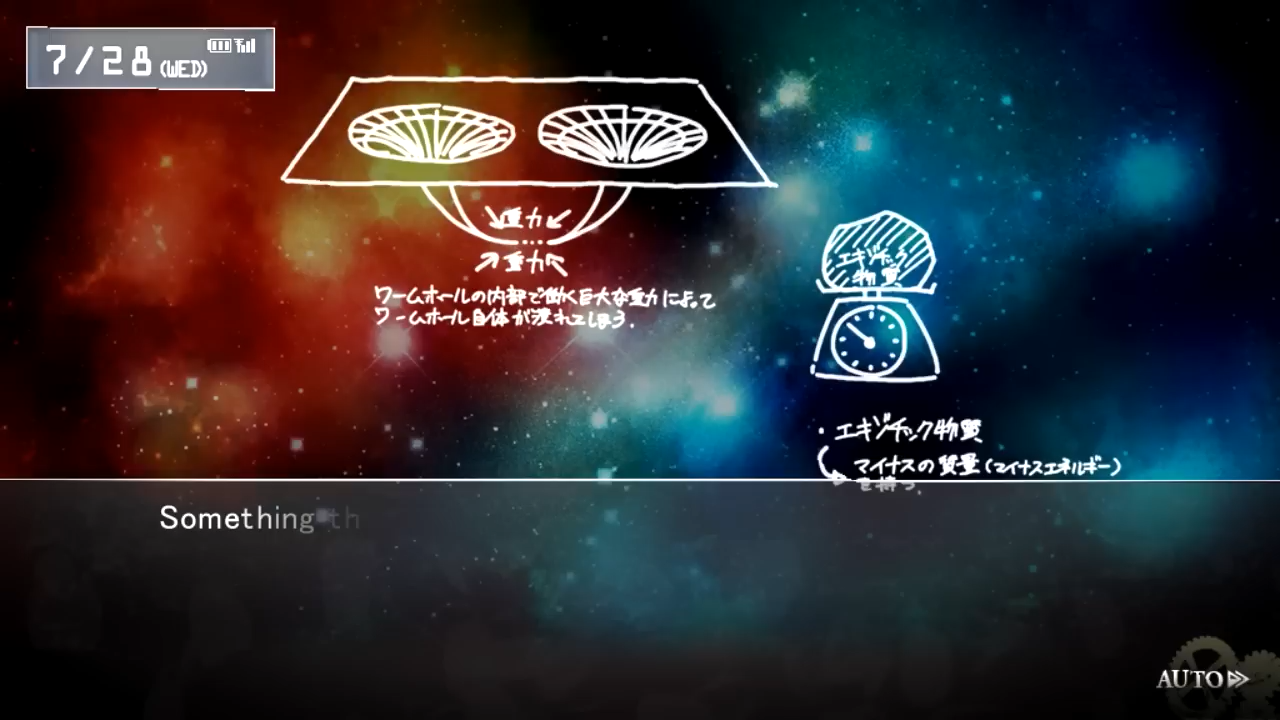 7/28(WED)
重力
重力
ワームホールの内部で働く巨大な重力によって
ワームホール自体が潰れてしまう.
エキゾチック
物質
・エキゾチック物質
マイナスの質量(マイナスエネルギー)
を持つ.
Something th
AUTO